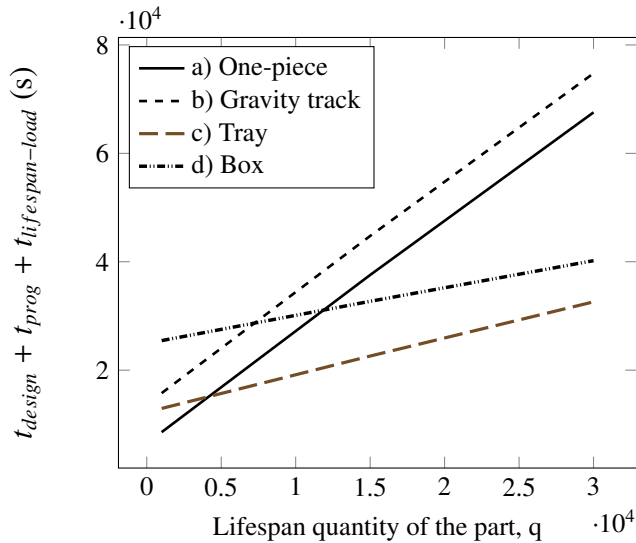 ·10⁴
8
6
4
2
t_design + t_prog + t_lifespan−load (s)
a) One-piece
b) Gravity track
c) Tray
d) Box
0 0.5 1 1.5 2 2.5 3
·10⁴
Lifespan quantity of the part, q